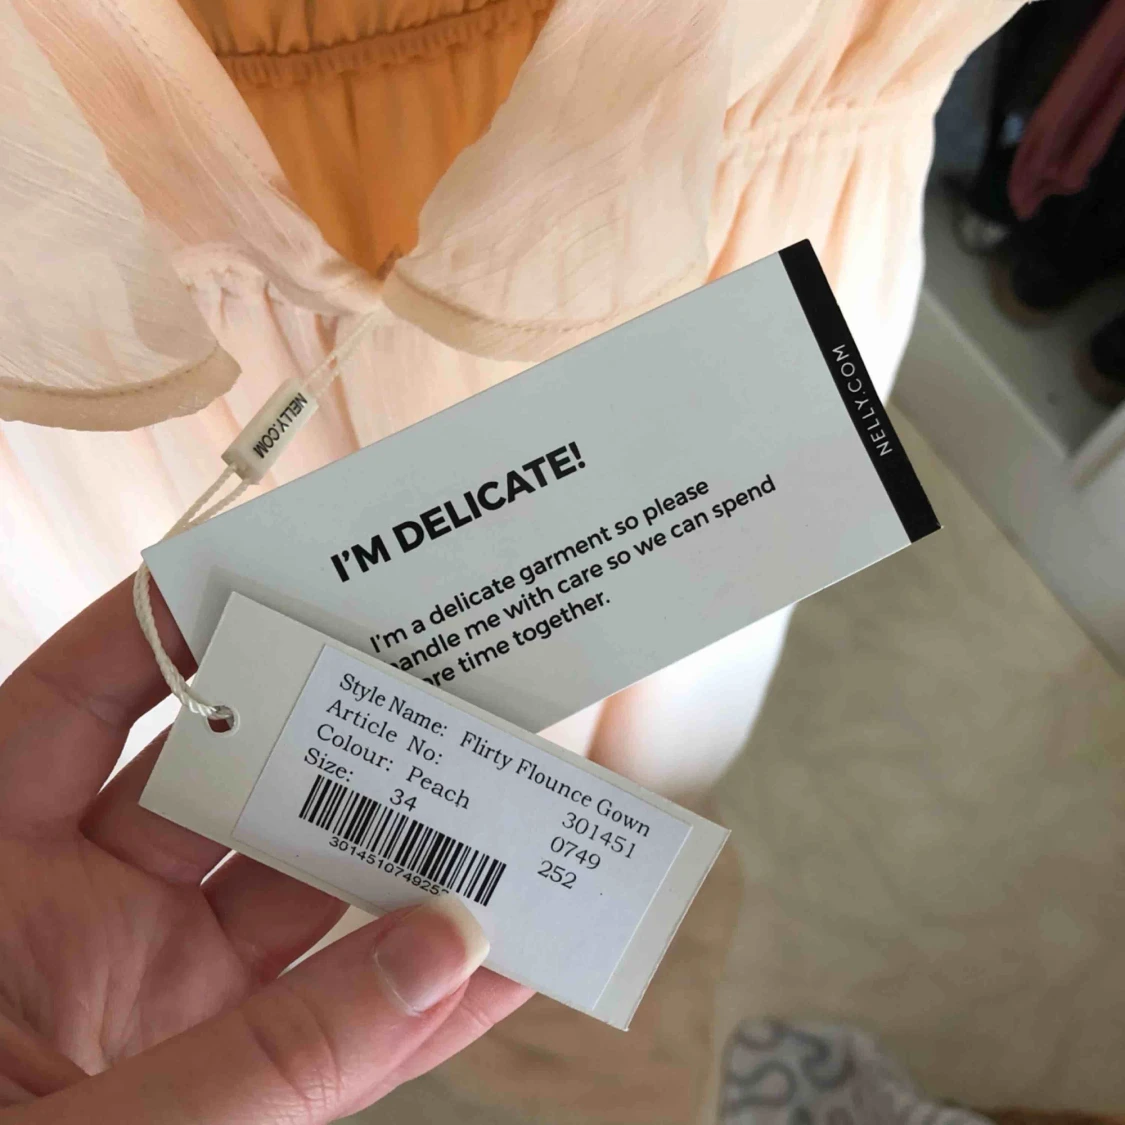 NELLY.COM
NELLY.COM
I'M DELICATE!
I'm a delicate garment so please
handle me with care so we can spend
time together.
Style Name: Flirty Flounce Gown
Article No: 301451
Colour: Peach 0749
Size: 34 252